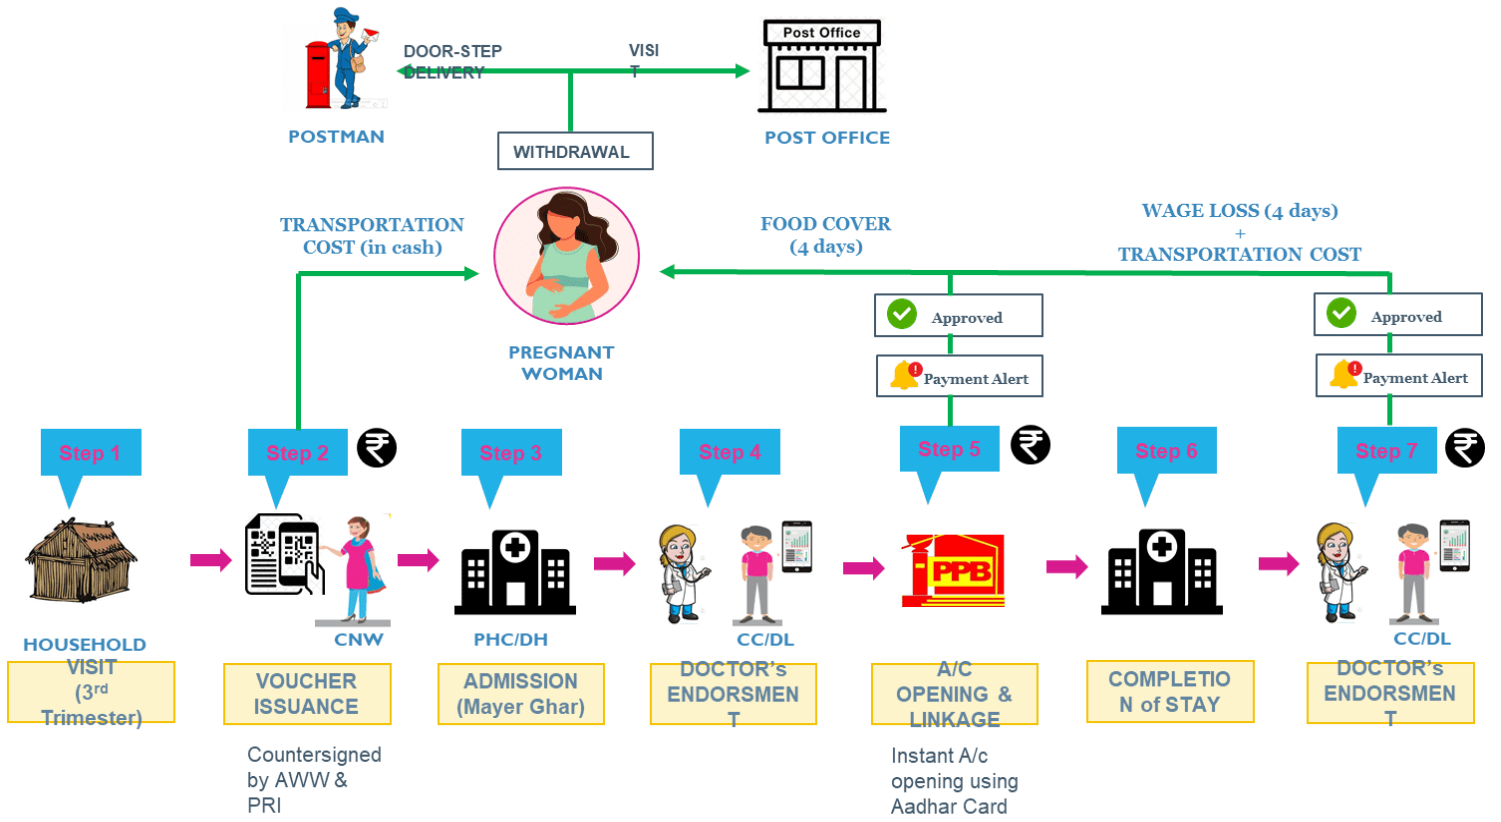 DOOR-STEP
DELIVERY
VISI
T
Post Office
POSTMAN
POST OFFICE
WITHDRAWAL
TRANSPORTATION
COST (in cash)
FOOD COVER
(4 days)
WAGE LOSS (4 days)
+
TRANSPORTATION COST
Approved
Approved
PREGNANT
WOMAN
Payment Alert
Payment Alert
Step 1
Step 2
₹
Step 3
Step 4
Step 5
₹
Step 6
Step 7
₹
PPB
HOUSEHOLD
VISIT
(3rd
Trimester)
CNW
VOUCHER
ISSUANCE
Countersigned
by AWW &
PRI
PHC/DH
ADMISSION
(Mayer Ghar)
CC/DL
DOCTOR's
ENDORSMEN
T
A/C
OPENING &
LINKAGE
Instant A/c
opening using
Aadhar Card
COMPLETIO
N of STAY
CC/DL
DOCTOR's
ENDORSMEN
T